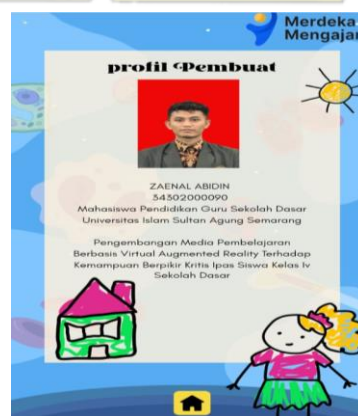 Merdeka
Mengajar
profil Pembuat
ZAENAL ABIDIN
34302000090
Mahasiswa Pendidikan Guru Sekolah Dasar
Universitas Islam Sultan Agung Semarang
Pengembangan Media Pembelajaran
Berbasis Virtual Augmented Reality Terhadap
Kemampuan Berpikir Kritis Ipas Siswa Kelas Iv
Sekolah Dasar